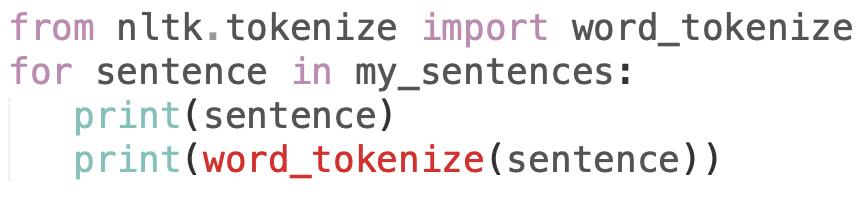 from nltk.tokenize import word_tokenize
for sentence in my_sentences:
   print(sentence)
   print(word_tokenize(sentence))